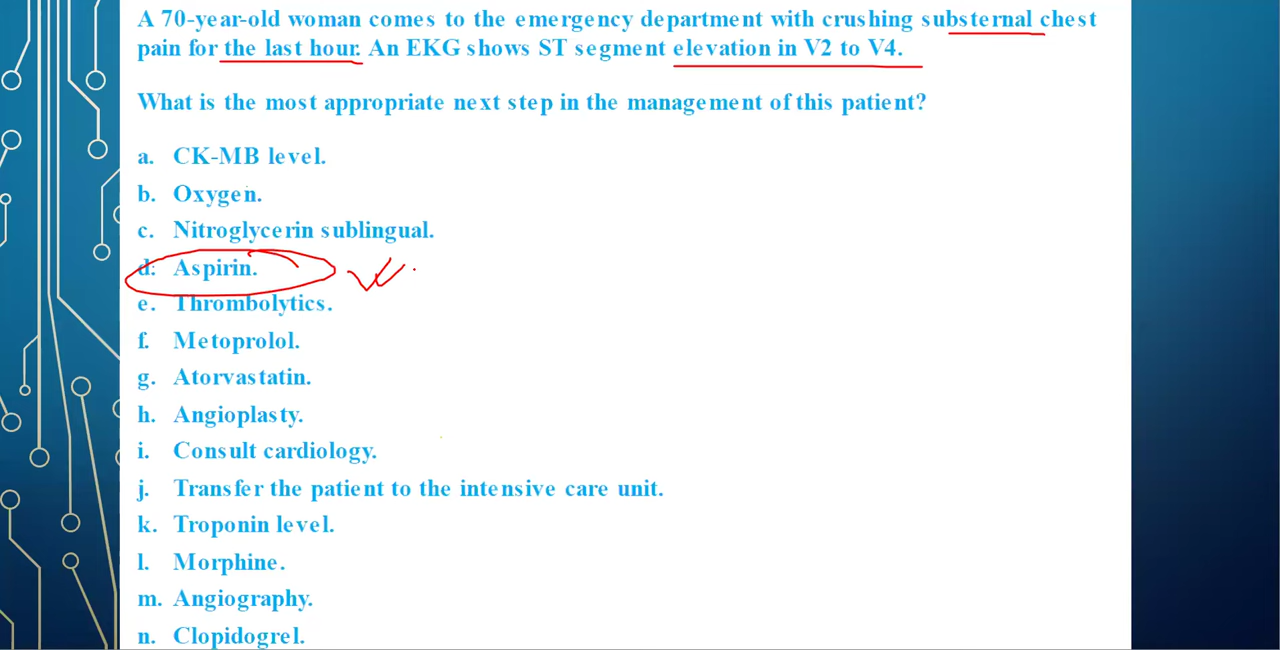 A 70-year-old woman comes to the emergency department with crushing substernal chest
pain for the last hour. An EKG shows ST segment elevation in V2 to V4.
What is the most appropriate next step in the management of this patient?
a. CK-MB level.
b. Oxygen.
c. Nitroglycerin sublingual.
d. Aspirin.
e. Thrombolytics.
f. Metoprolol.
g. Atorvastatin.
h. Angioplasty.
i. Consult cardiology.
j. Transfer the patient to the intensive care unit.
k. Troponin level.
l. Morphine.
m. Angiography.
n. Clopidogrel.